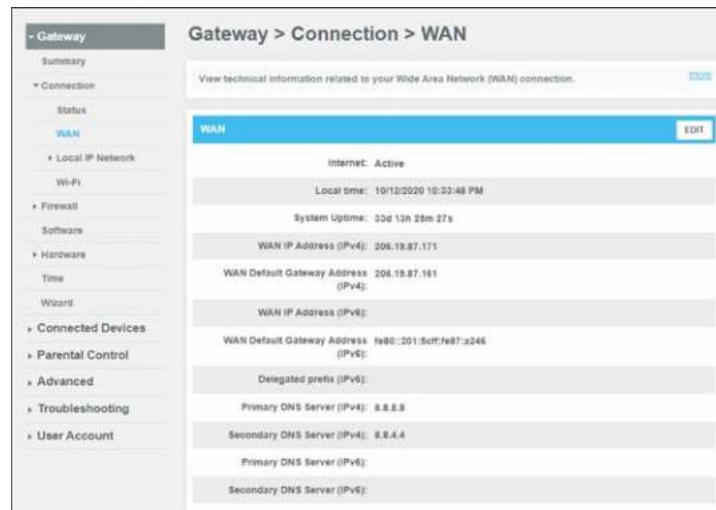 Gateway
Gateway > Connection > WAN
Summary
Connection
Status
WAN
Local IP Network
Wi-Fi
Firewall
Software
Hardware
Time
Wizard
Connected Devices
Parental Control
Advanced
Troubleshooting
User Account
View technical information related to your Wide Area Network (WAN) connection.
more
WAN
EDIT
Internet: Active
Local time: 10/12/2020 10:33:48 PM
System Uptime: 33d 13h 28m 27s
WAN IP Address (IPv4): 206.19.87.171
WAN Default Gateway Address 206.19.87.161
(IPv4):
WAN IP Address (IPv6):
WAN Default Gateway Address fe80::201:5cff:fe87:a246
(IPv6):
Delegated prefix (IPv6):
Primary DNS Server (IPv4): 8.8.8.8
Secondary DNS Server (IPv4): 8.8.4.4
Primary DNS Server (IPv6):
Secondary DNS Server (IPv6):